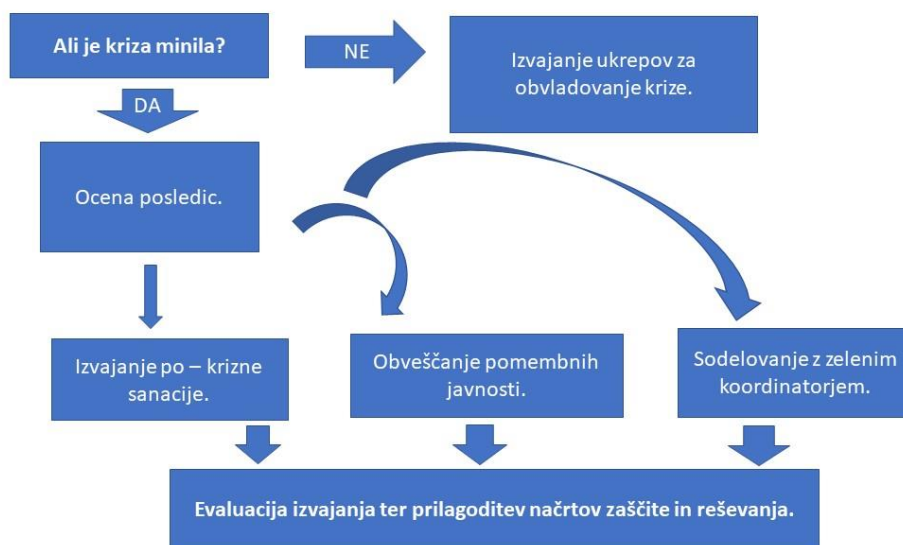 Ali je kriza minila?
NE
Izvajanje ukrepov za
obvladovanje krize.
DA
Ocena posledic.
Izvajanje po – krizne
sanacije.
Obveščanje pomembnih
javnosti.
Sodelovanje z zelenim
koordinatorjem.
Evaluacija izvajanja ter prilagoditev načrtov zaščite in reševanja.